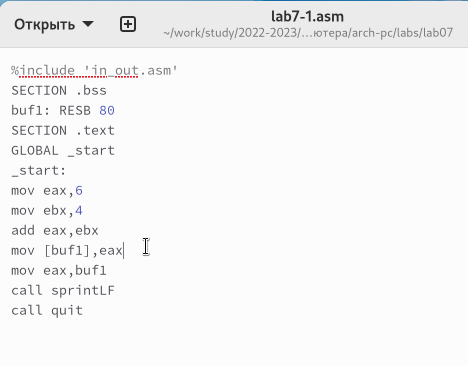 Открыть
lab7-1.asm
~/work/study/2022-2023/...ютера/arch-pc/labs/lab07
%include 'in_out.asm'
SECTION .bss
buf1: RESB 80
SECTION .text
GLOBAL _start
_start:
mov eax,6
mov ebx,4
add eax,ebx
mov [buf1],eax
mov eax,buf1
call sprintLF
call quit